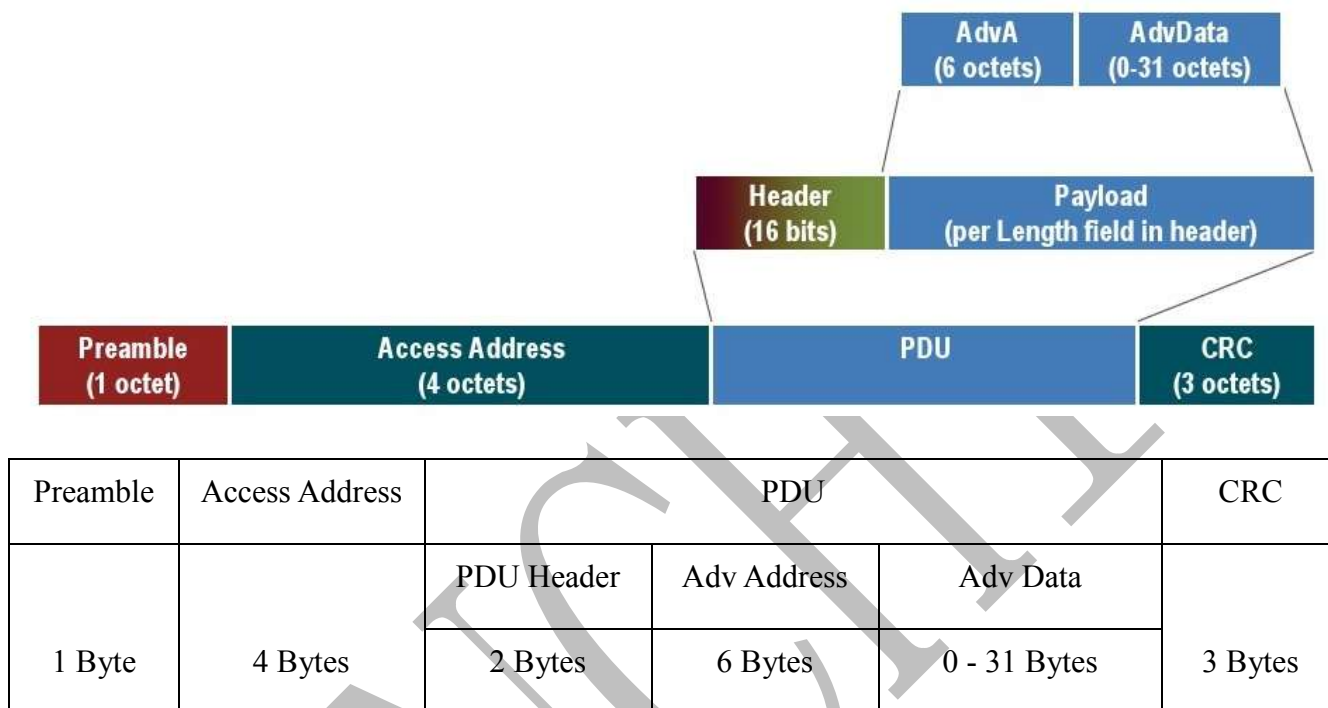 AdvA AdvData
(6 octets) (0-31 octets)
Header Payload
(16 bits) (per Length field in header)
Preamble Access Address PDU CRC
(1 octet) (4 octets) (3 octets)
Preamble Access Address PDU CRC
PDU Header Adv Address Adv Data
1 Byte 4 Bytes 2 Bytes 6 Bytes 0 - 31 Bytes 3 Bytes